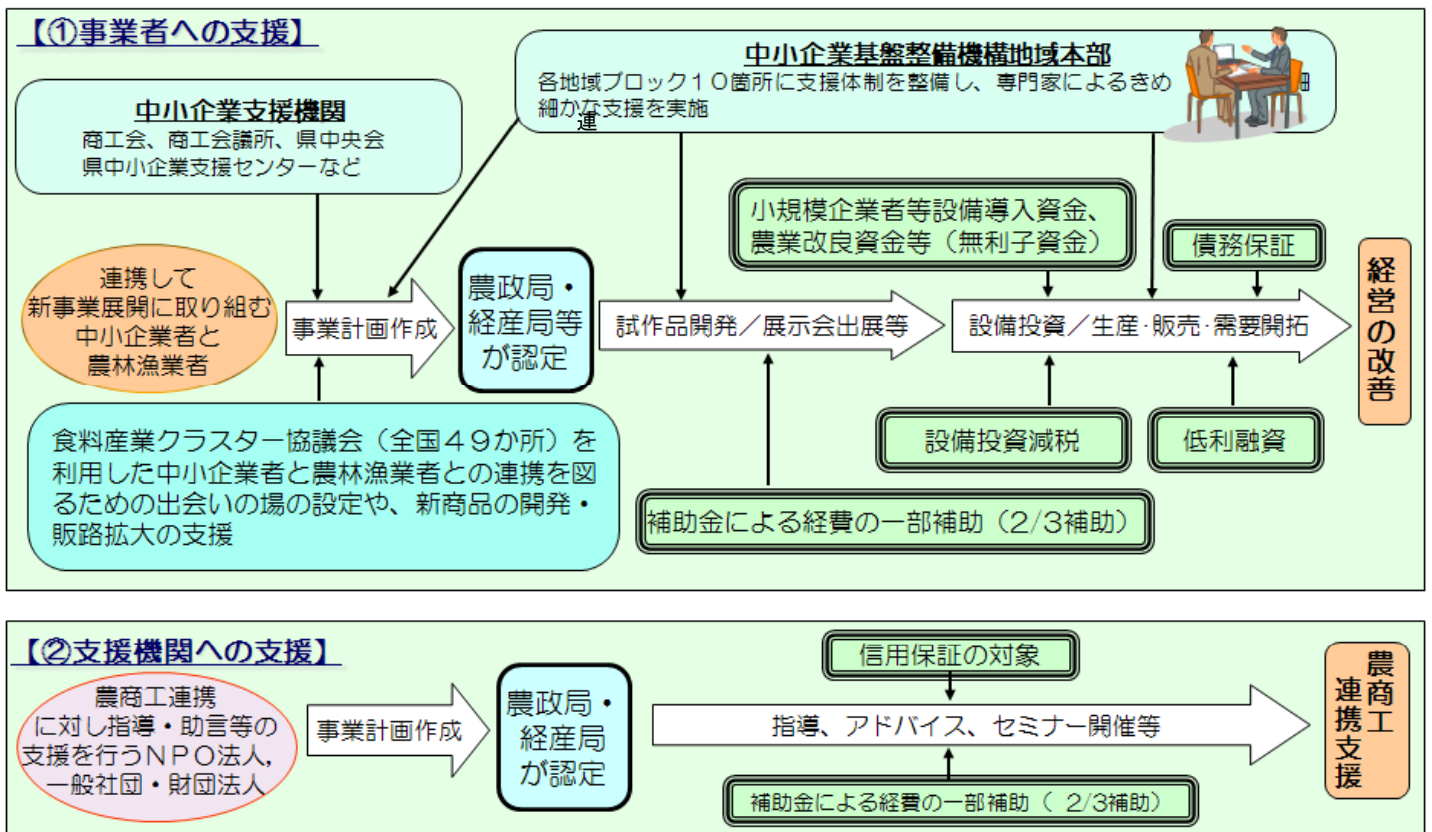 【①事業者への支援】
中小企業基盤整備機構地域本部
各地域ブロック１０箇所に支援体制を整備し、専門家によるきめ
細
細かな支援を実施
運
中小企業支援機関
商工会、商工会議所、県中央会
県中小企業支援センターなど
小規模企業者等設備導入資金、
農業改良資金等（無利子資金）
債務保証
連携して
新事業展開に取り組む
中小企業者と
農林漁業者
事業計画作成
農政局・
経産局等
が認定
試作品開発／展示会出展等
設備投資／生産・販売・需要開拓
経営の改善
食料産業クラスター協議会（全国４９か所）を
利用した中小企業者と農林漁業者との連携を図
るための出会いの場の設定や、新商品の開発・
販路拡大の支援
設備投資減税
低利融資
補助金による経費の一部補助（2/3補助）
【②支援機関への支援】
農商工連携
に対し指導・助言等の
支援を行うＮＰＯ法人，
一般社団・財団法人
事業計画作成
農政局・
経産局
が認定
信用保証の対象
指導、アドバイス、セミナー開催等
補助金による経費の一部補助（ 2/3補助）
農商工
連携支援